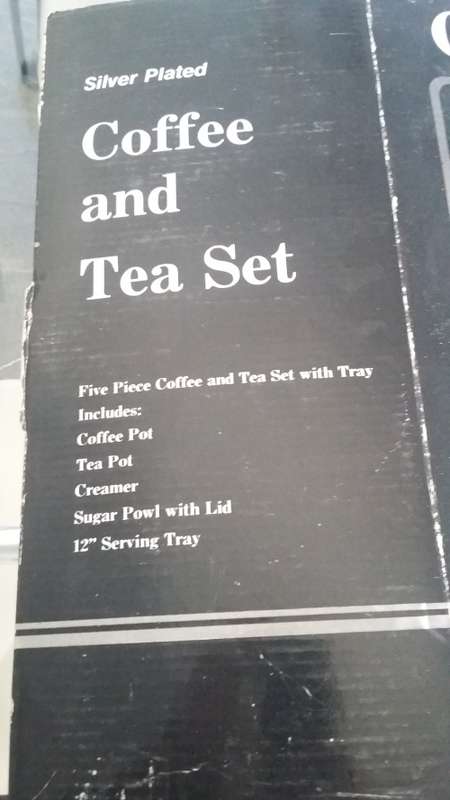 Silver Plated
Coffee
and
Tea Set
Five Piece Coffee and Tea Set with Tray
Includes:
Coffee Pot
Tea Pot
Creamer
Sugar Powl with Lid
12” Serving Tray